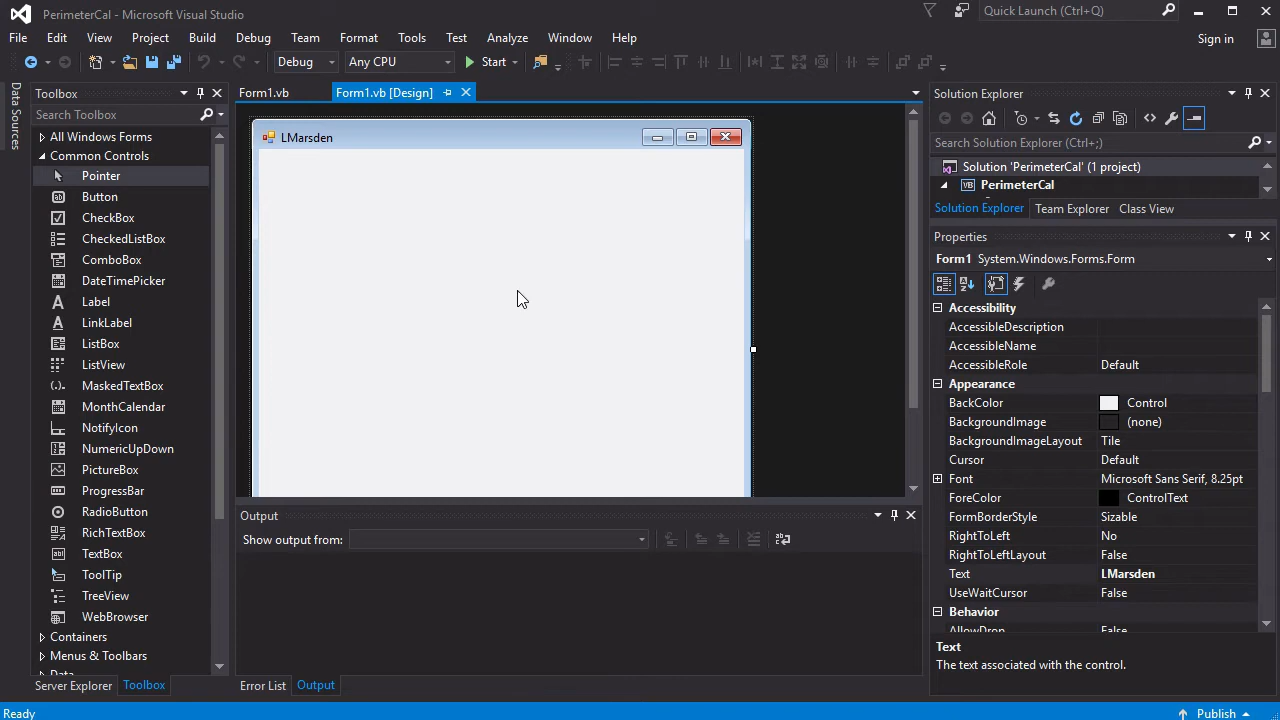 PerimeterCal - Microsoft Visual Studio
Quick Launch (Ctrl+;)
File Edit View Project Build Debug Team Format Tools Test Analyze Window Help
Sign in
Debug Any CPU Start
Data Sources
Toolbox
Search Toolbox
All Windows Forms
Common Controls
Pointer
Button
CheckBox
CheckedListBox
ComboBox
DateTimePicker
Label
LinkLabel
ListBox
ListView
MaskedTextBox
MonthCalendar
NotifyIcon
NumericUpDown
PictureBox
ProgressBar
RadioButton
RichTextBox
TextBox
ToolTip
TreeView
WebBrowser
Containers
Menus & Toolbars
Data
Server Explorer Toolbox
Form1.vb Form1.vb [Design]
LMarsden
Output
Show output from:
Error List Output
Solution Explorer
Search Solution Explorer (Ctrl+;)
Solution 'PerimeterCal' (1 project)
VB PerimeterCal
Solution Explorer Team Explorer Class View
Properties
Form1 System.Windows.Forms.Form
Accessibility
AccessibleDescription
AccessibleName
AccessibleRole Default
Appearance
BackColor Control
BackgroundImage (none)
BackgroundImageLayout Tile
Cursor Default
Font Microsoft Sans Serif, 8.25pt
ForeColor ControlText
FormBorderStyle Sizable
RightToLeft No
RightToLeftLayout False
Text LMarsden
UseWaitCursor False
Behavior
AllowDrop False
Text
The text associated with the control.
Ready
Publish